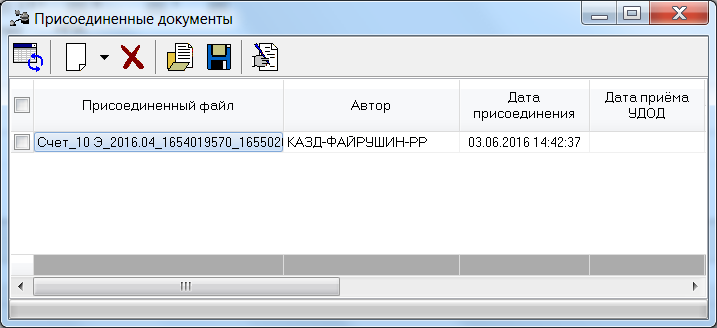 Присоединенные документы
Присоединенный файл
Автор
Дата
присоединения
Дата приёма
УДОД
Счет_10 Э_2016.04_1654019570_165502
КАЗД-ФАЙРУШИН-РР
03.06.2016 14:42:37